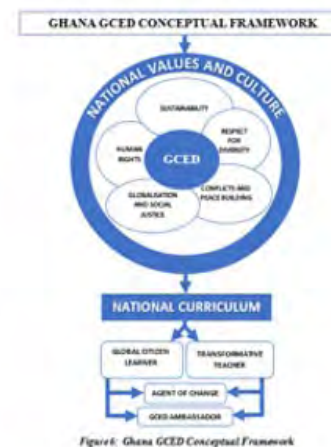 GHANA GCED CONCEPTUAL FRAMEWORK
NATIONAL VALUES AND CULTURE
SUSTAINABILITY
RESPECT
FOR
DIVERSITY
HUMAN
RIGHTS
GCED
CONFLICTS AND
PEACE BUILDING
GLOBALISATION
AND SOCIAL
JUSTICE
NATIONAL CURRICULUM
GLOBAL CITIZEN
LEARNER
TRANSFORMATIVE
TEACHER
AGENT OF CHANGE
GCED AMBASSADOR
Figure 6: Ghana GCED Conceptual Framework